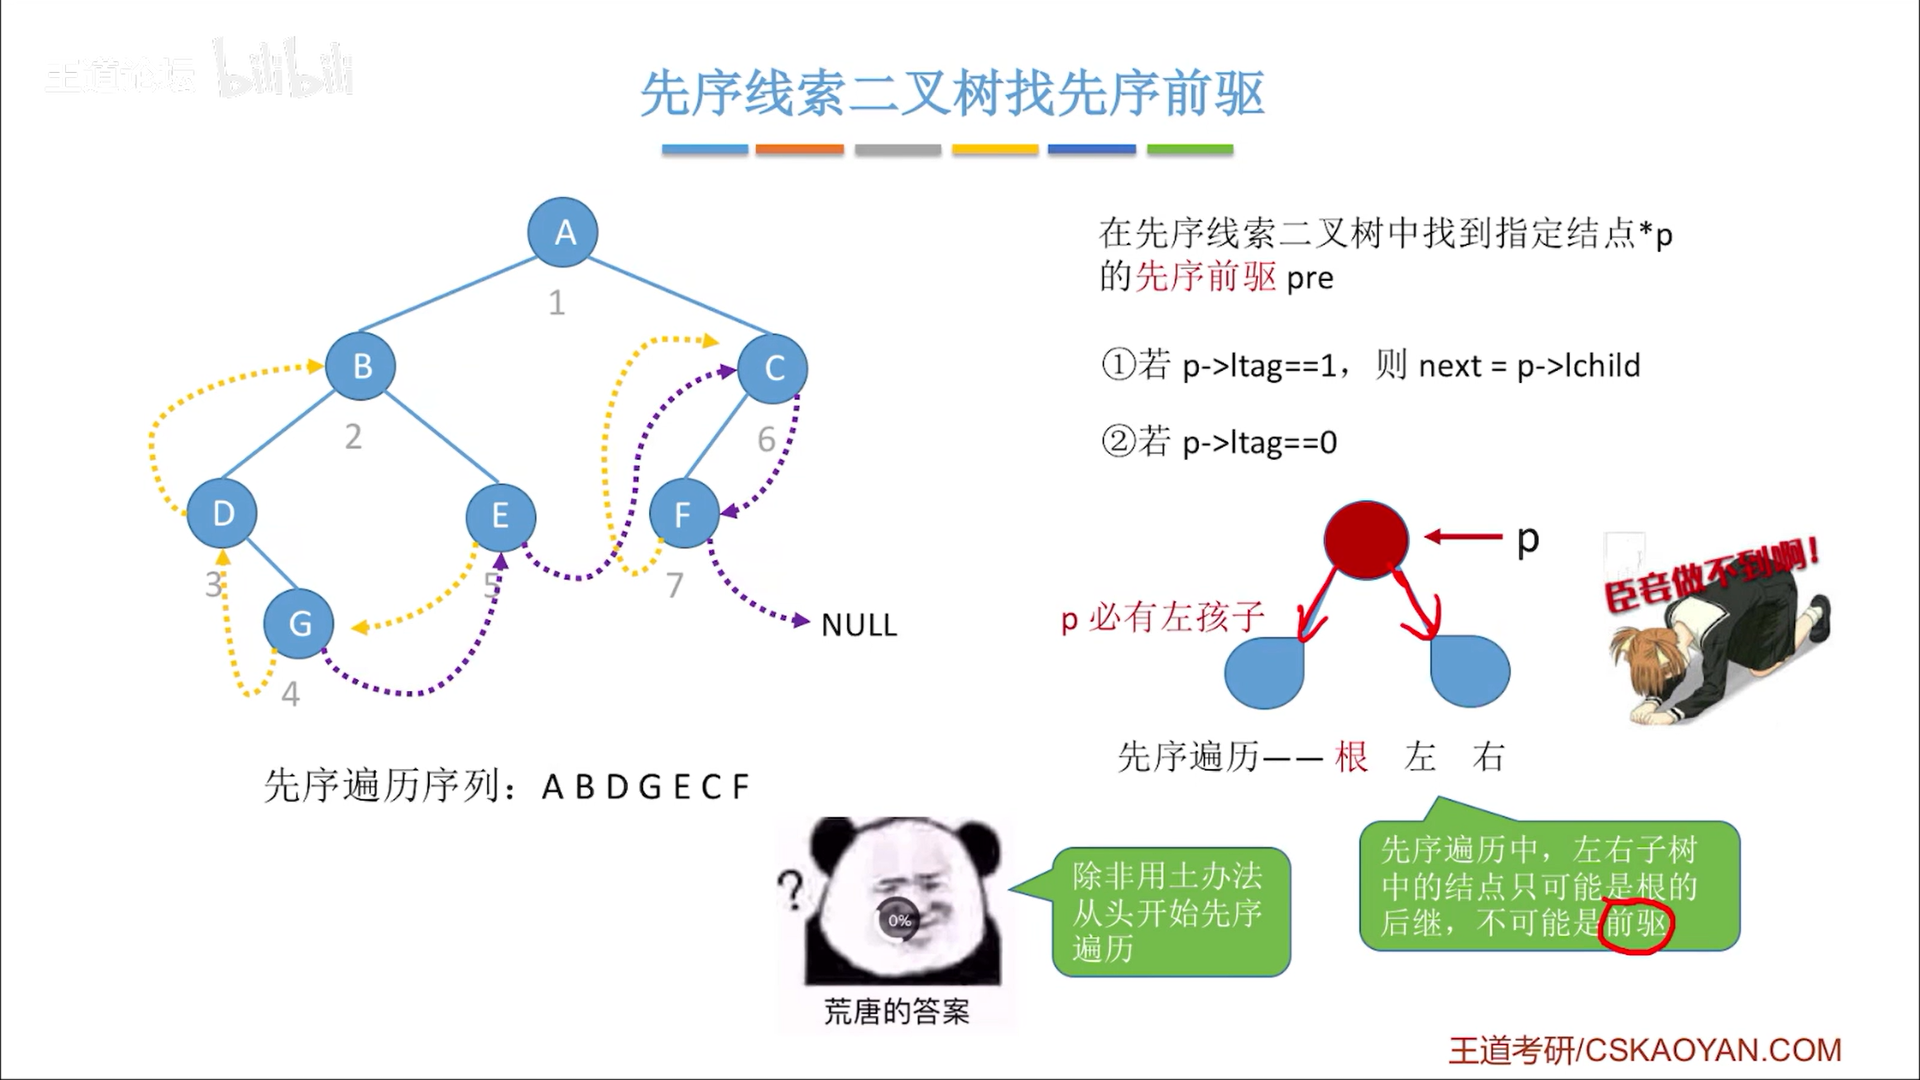 王道论坛 bilibili
先序线索二叉树找先序前驱
A
1
B
C
2
6
D
E
F
3
5
7
G
NULL
4
先序遍历序列：A B D G E C F
在先序线索二叉树中找到指定结点*p
的先序前驱 pre
①若 p->ltag==1，则 next = p->lchild
②若 p->ltag==0
p
p 必有左孩子
臣妾做不到啊！
先序遍历—— 根 左 右
先序遍历中，左右子树
中的结点只可能是根的
后继，不可能是前驱
?
0%
除非用土办法
从头开始先序
遍历
荒唐的答案
王道考研/CSKAOYAN.COM